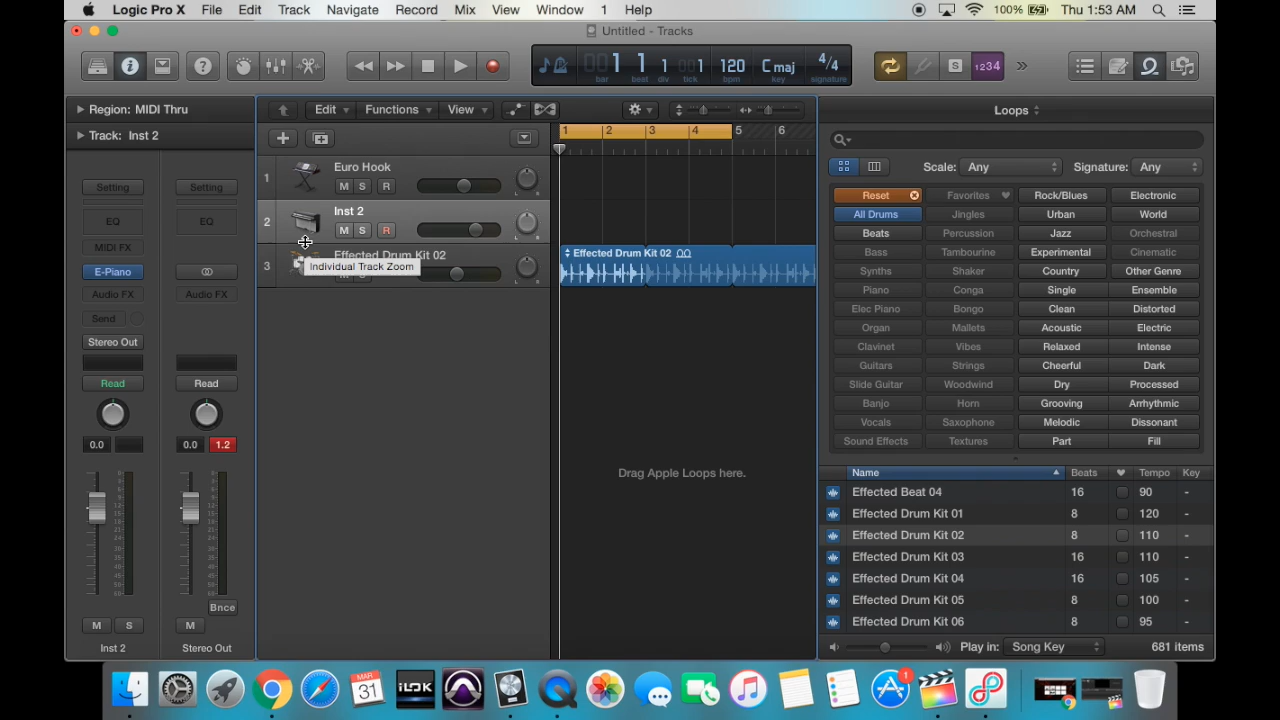 Logic Pro X File Edit Track Navigate Record Mix View Window 1 Help 100% Thu 1:53 AM
Untitled - Tracks
001 1 1 1 120 C maj 4/4
bar beat div tick bpm key signature
S 1234
Region: MIDI Thru
Track: Inst 2
Edit Functions View
Loops
1 2 3 4 5 6
Setting Setting
EQ EQ
MIDI FX
E-Piano
Audio FX Audio FX
Send
Stereo Out
Read Read
0.0 0.0 1.2
Bnce
M S M
Inst 2 Stereo Out
1 Euro Hook
M S R
2 Inst 2
M S R
3 Effected Drum Kit 02
Individual Track Zoom
Effected Drum Kit 02
Drag Apple Loops here.
Scale: Any Signature: Any
Reset Favorites Rock/Blues Electronic
All Drums Jingles Urban World
Beats Percussion Jazz Orchestral
Bass Tambourine Experimental Cinematic
Synths Shaker Country Other Genre
Piano Conga Single Ensemble
Elec Piano Bongo Clean Distorted
Organ Mallets Acoustic Electric
Clavinet Vibes Relaxed Intense
Guitars Strings Cheerful Dark
Slide Guitar Woodwind Dry Processed
Banjo Horn Grooving Arrhythmic
Vocals Saxophone Melodic Dissonant
Sound Effects Textures Part Fill
Name Beats Tempo Key
Effected Beat 04 16 90 -
Effected Drum Kit 01 8 120 -
Effected Drum Kit 02 8 110 -
Effected Drum Kit 03 16 110 -
Effected Drum Kit 04 16 105 -
Effected Drum Kit 05 8 100 -
Effected Drum Kit 06 8 95 -
Play in: Song Key 681 items
MAR
31
iLOK
1